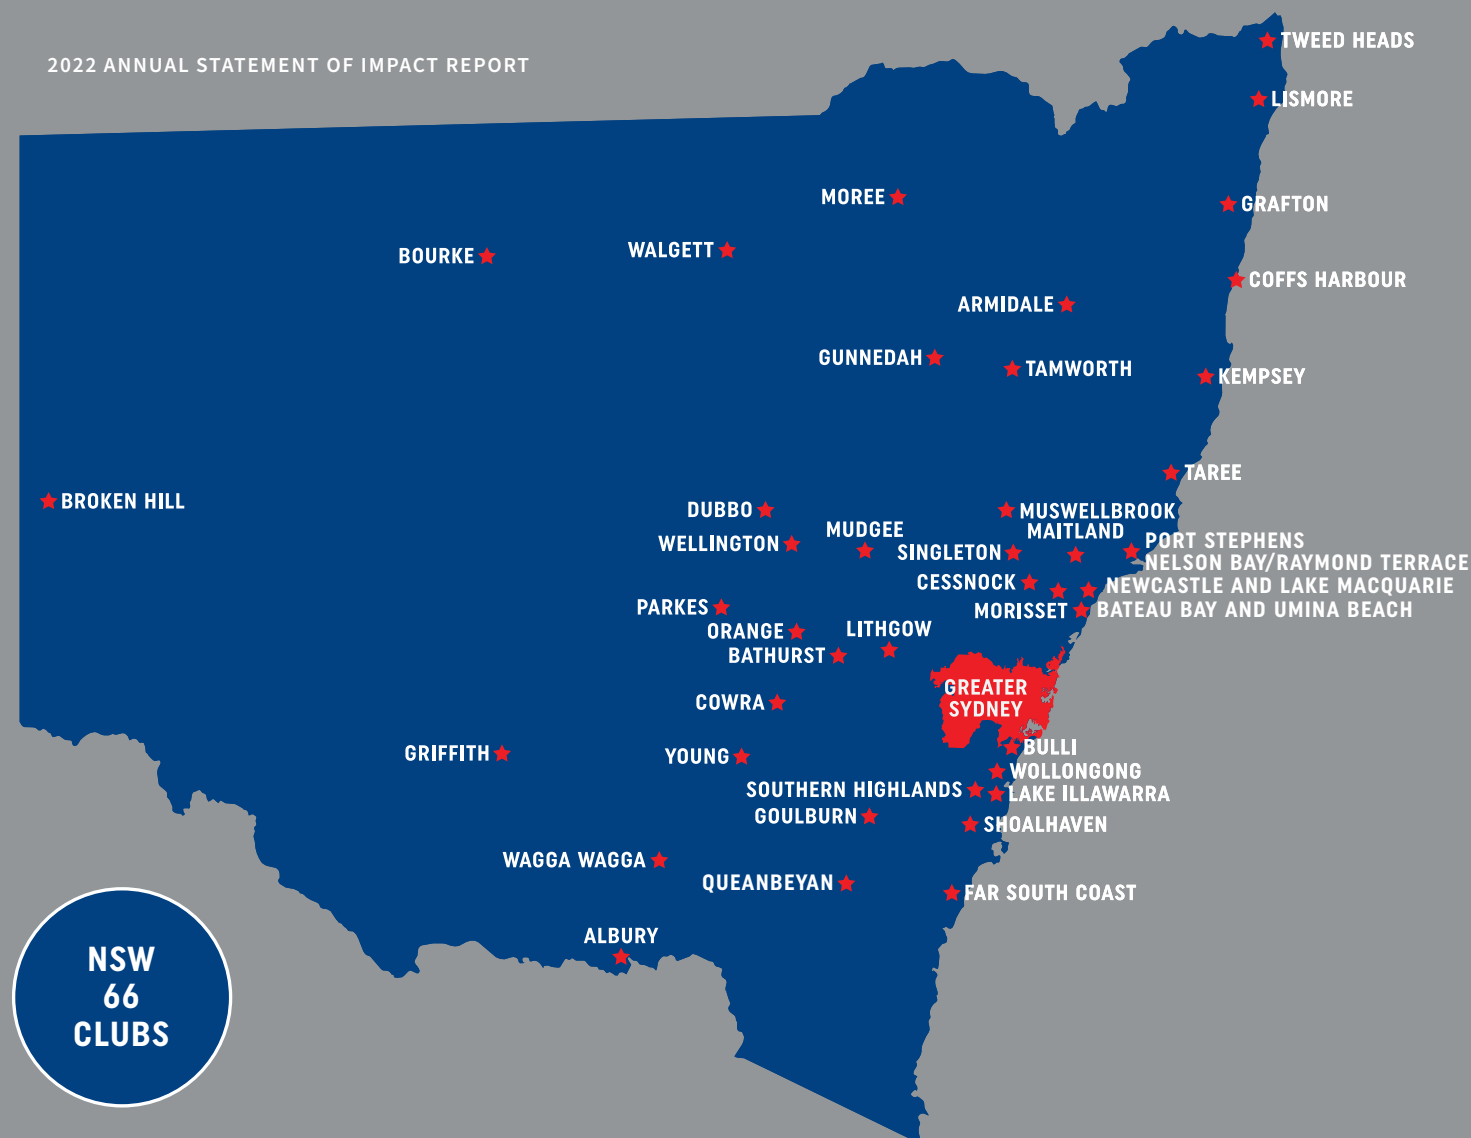 2022 ANNUAL STATEMENT OF IMPACT REPORT
TWEED HEADS
LISMORE
MOREE
GRAFTON
BOURKE
WALGETT
COFFS HARBOUR
ARMIDALE
GUNNEDAH
TAMWORTH
KEMPSEY
TAREE
BROKEN HILL
DUBBO
MUSWELLBROOK
MUDGEE
MAITLAND
WELLINGTON
SINGLETON
PORT STEPHENS
NELSON BAY/RAYMOND TERRACE
CESSNOCK
NEWCASTLE AND LAKE MACQUARIE
PARKES
MORISSET
BATEAU BAY AND UMINA BEACH
ORANGE
LITHGOW
BATHURST
GREATER
SYDNEY
COWRA
BULLI
GRIFFITH
YOUNG
WOLLONGONG
SOUTHERN HIGHLANDS
LAKE ILLAWARRA
GOULBURN
SHOALHAVEN
WAGGA WAGGA
QUEANBEYAN
FAR SOUTH COAST
ALBURY
NSW
66
CLUBS